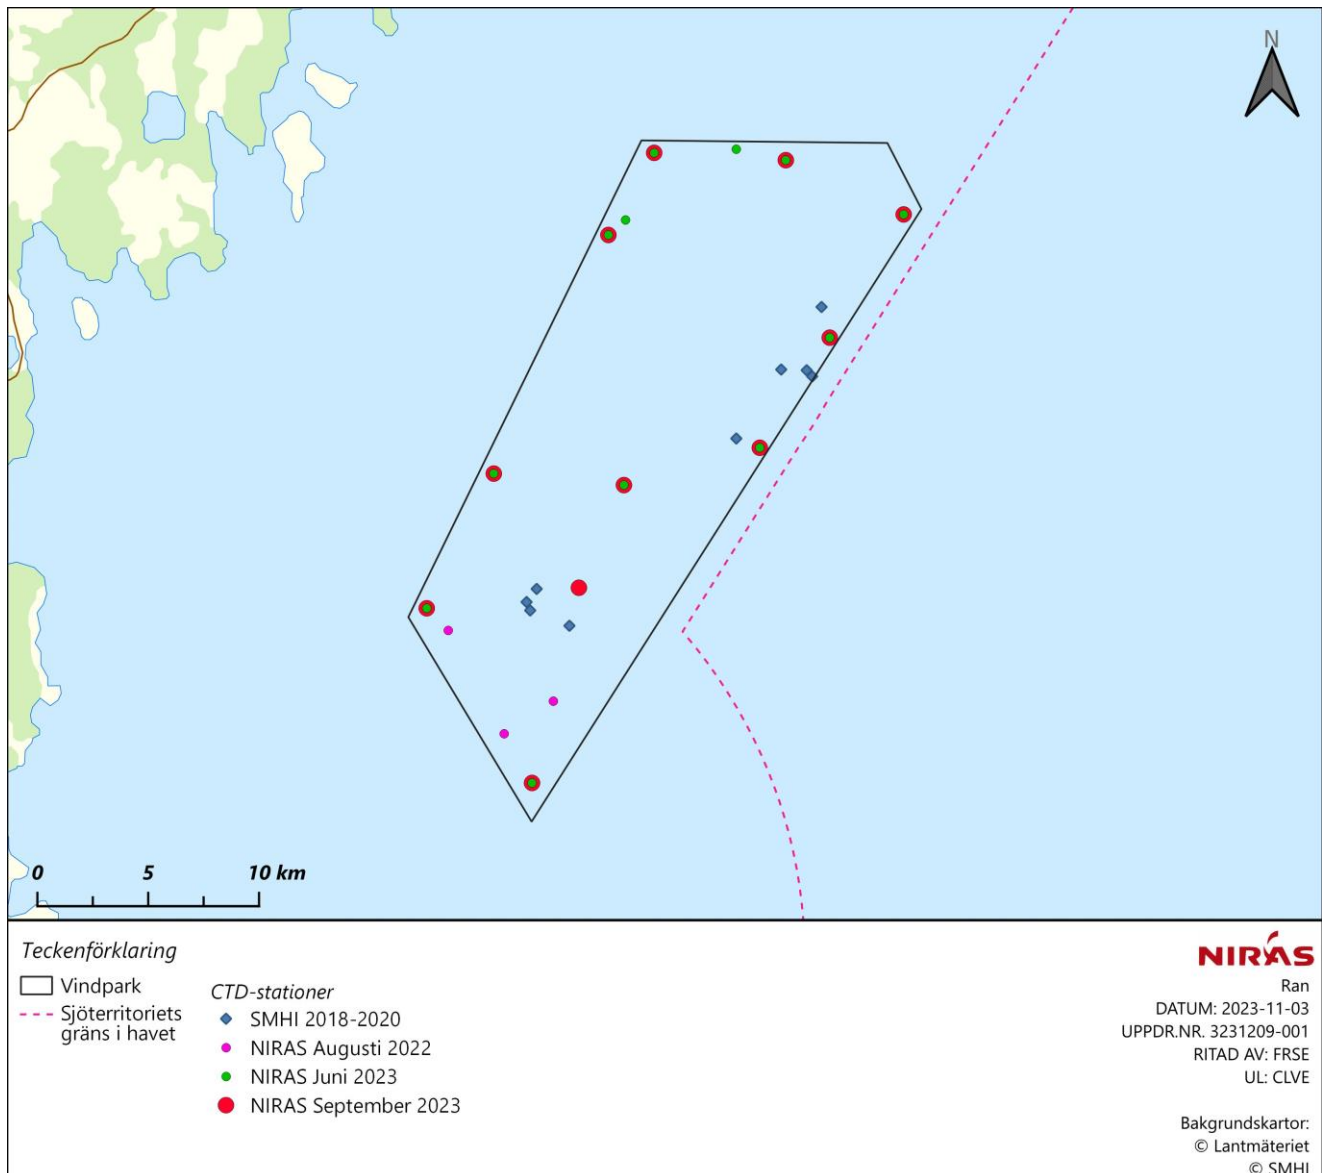 N
0 5 10 km
Teckenförklaring
Vindpark
Sjöterritoriets
gräns i havet
CTD-stationer
SMHI 2018-2020
NIRAS Augusti 2022
NIRAS Juni 2023
NIRAS September 2023
NIRAS
Ran
DATUM: 2023-11-03
UPPDR.NR. 3231209-001
RITAD AV: FRSE
UL: CLVE
Bakgrundskartor:
© Lantmäteriet
© SMHI